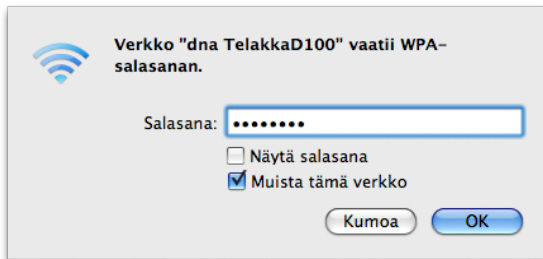 Verkko "dna TelakkaD100" vaatii WPA-
salasanan.
Salasana: ••••••••
Näytä salasana
Muista tämä verkko
Kumoa OK